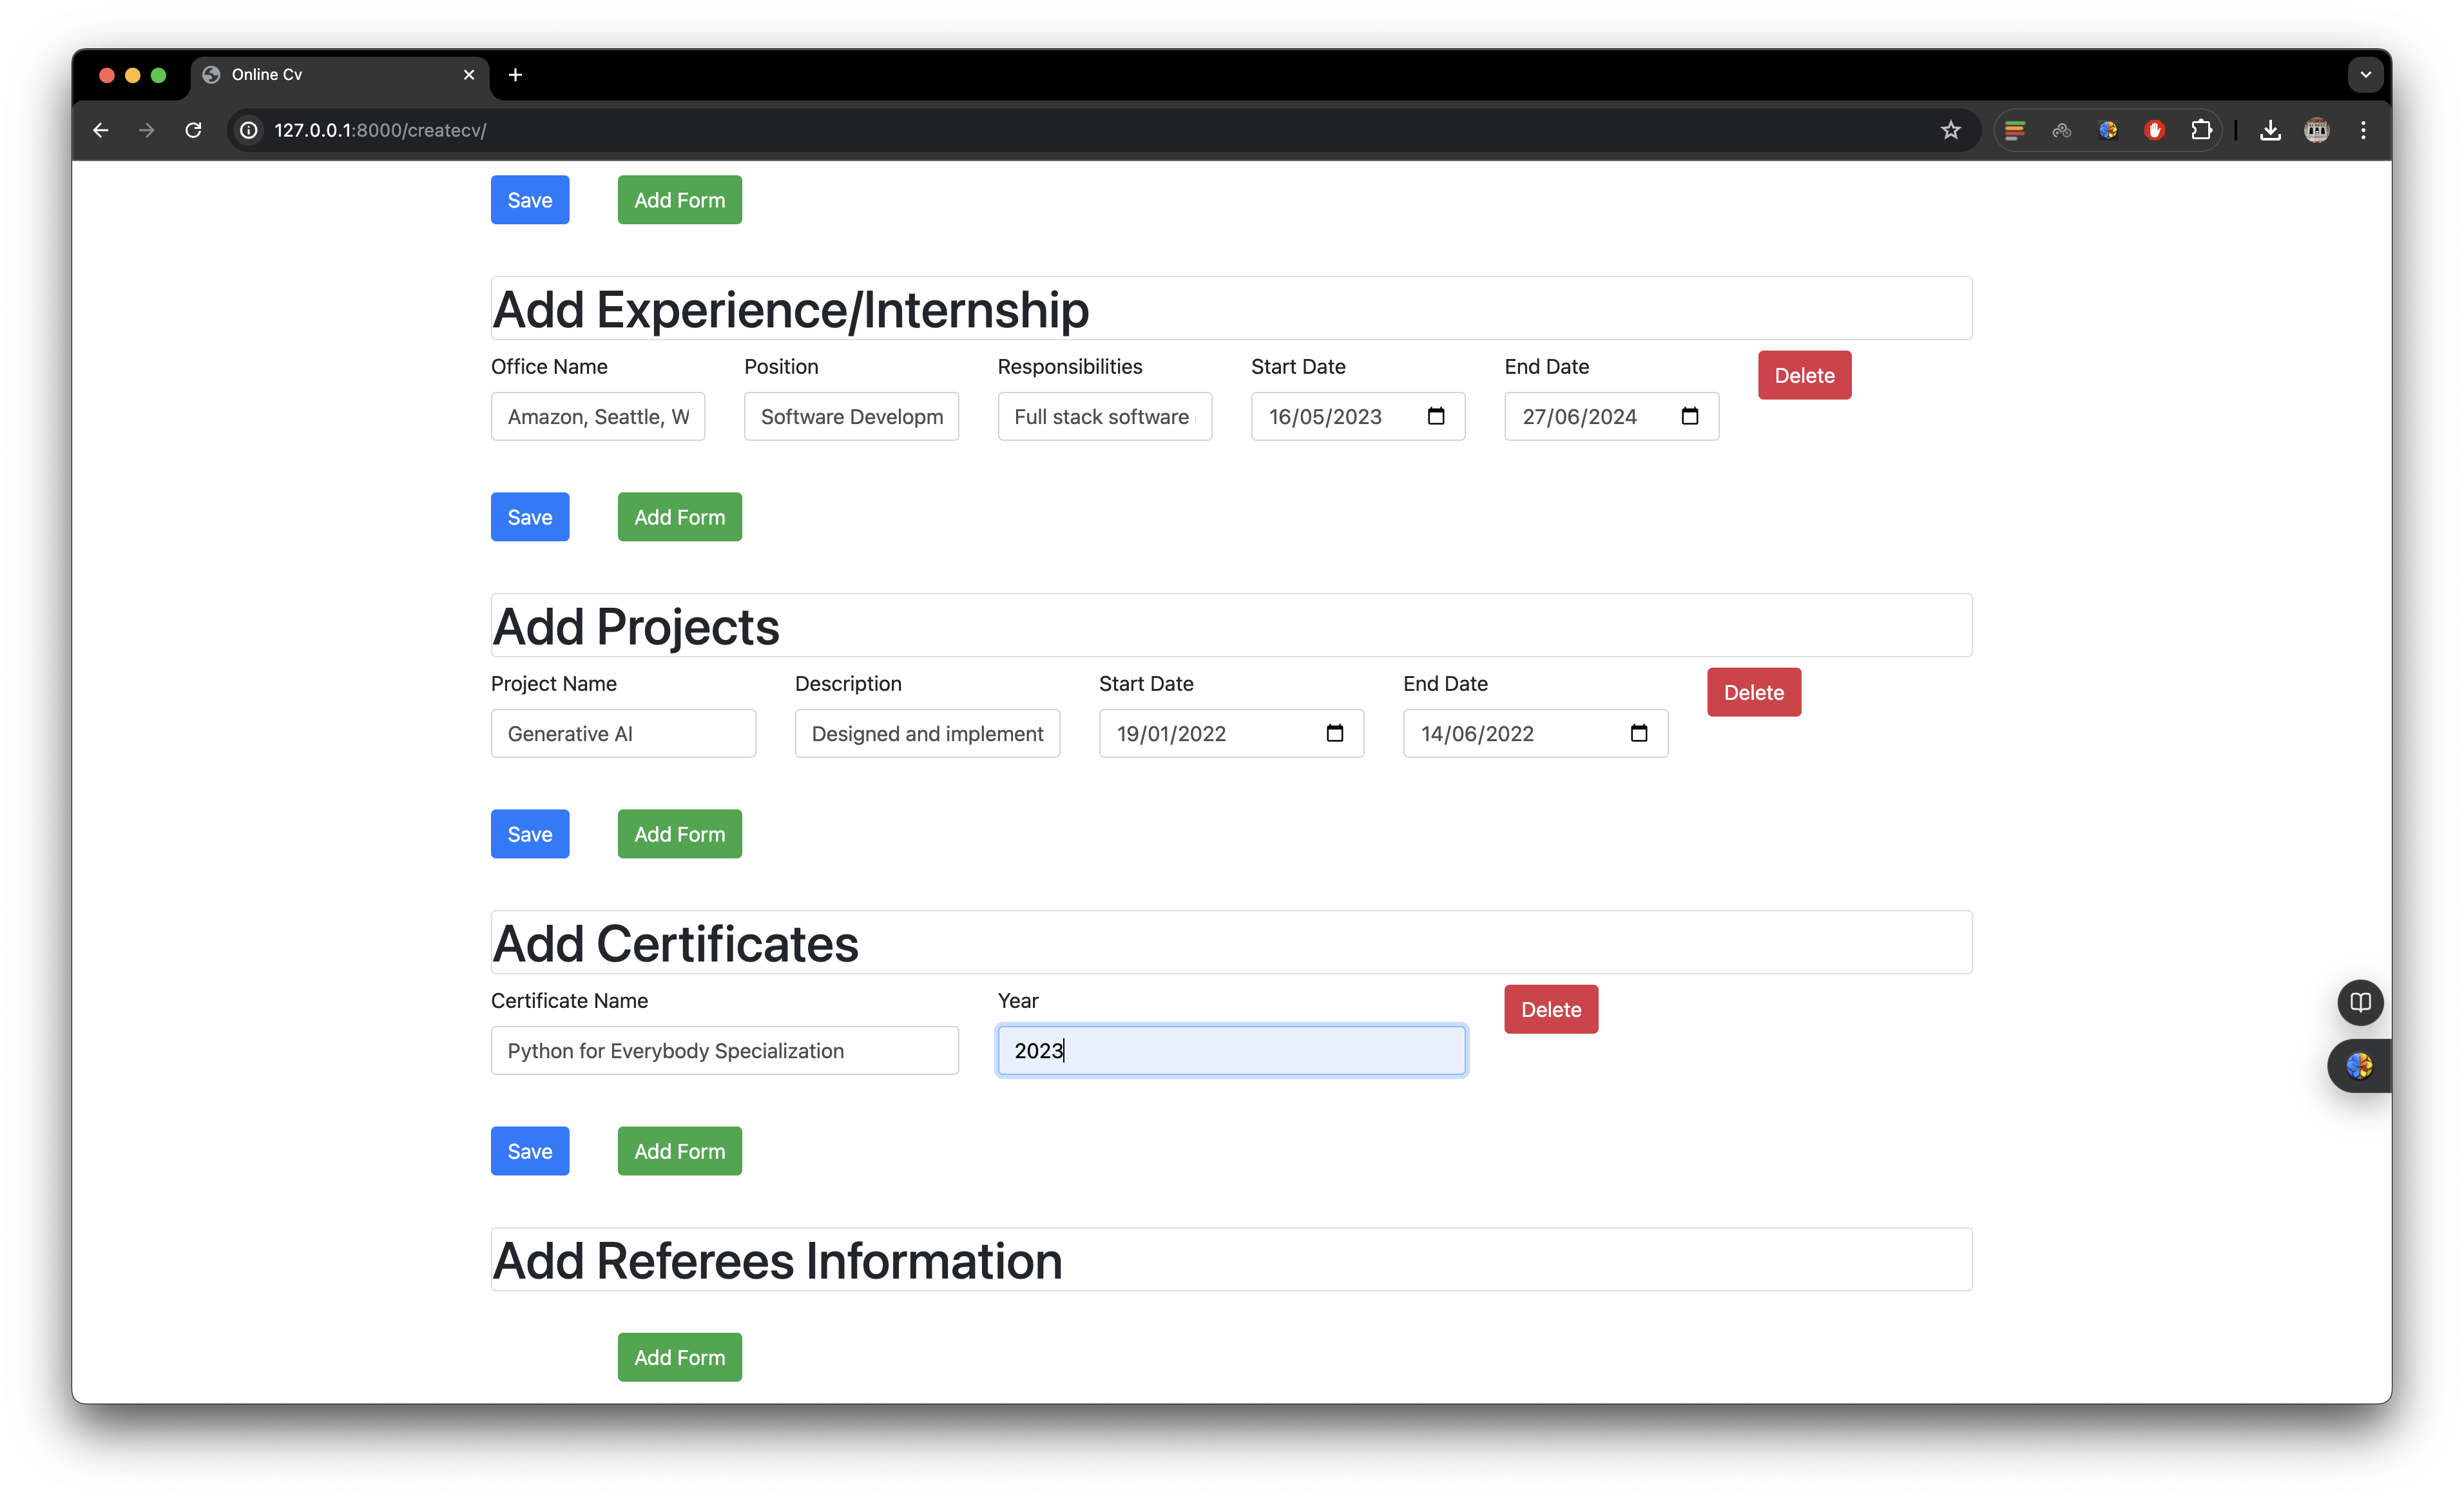 Online Cv
127.0.0.1:8000/createcv/
Save Add Form
Add Experience/Internship
Office Name Position Responsibilities Start Date End Date Delete
Amazon, Seattle, W Software Developm Full stack software 16/05/2023 27/06/2024
Save Add Form
Add Projects
Project Name Description Start Date End Date Delete
Generative AI Designed and implement 19/01/2022 14/06/2022
Save Add Form
Add Certificates
Certificate Name Year Delete
Python for Everybody Specialization 2023
Save Add Form
Add Referees Information
Add Form